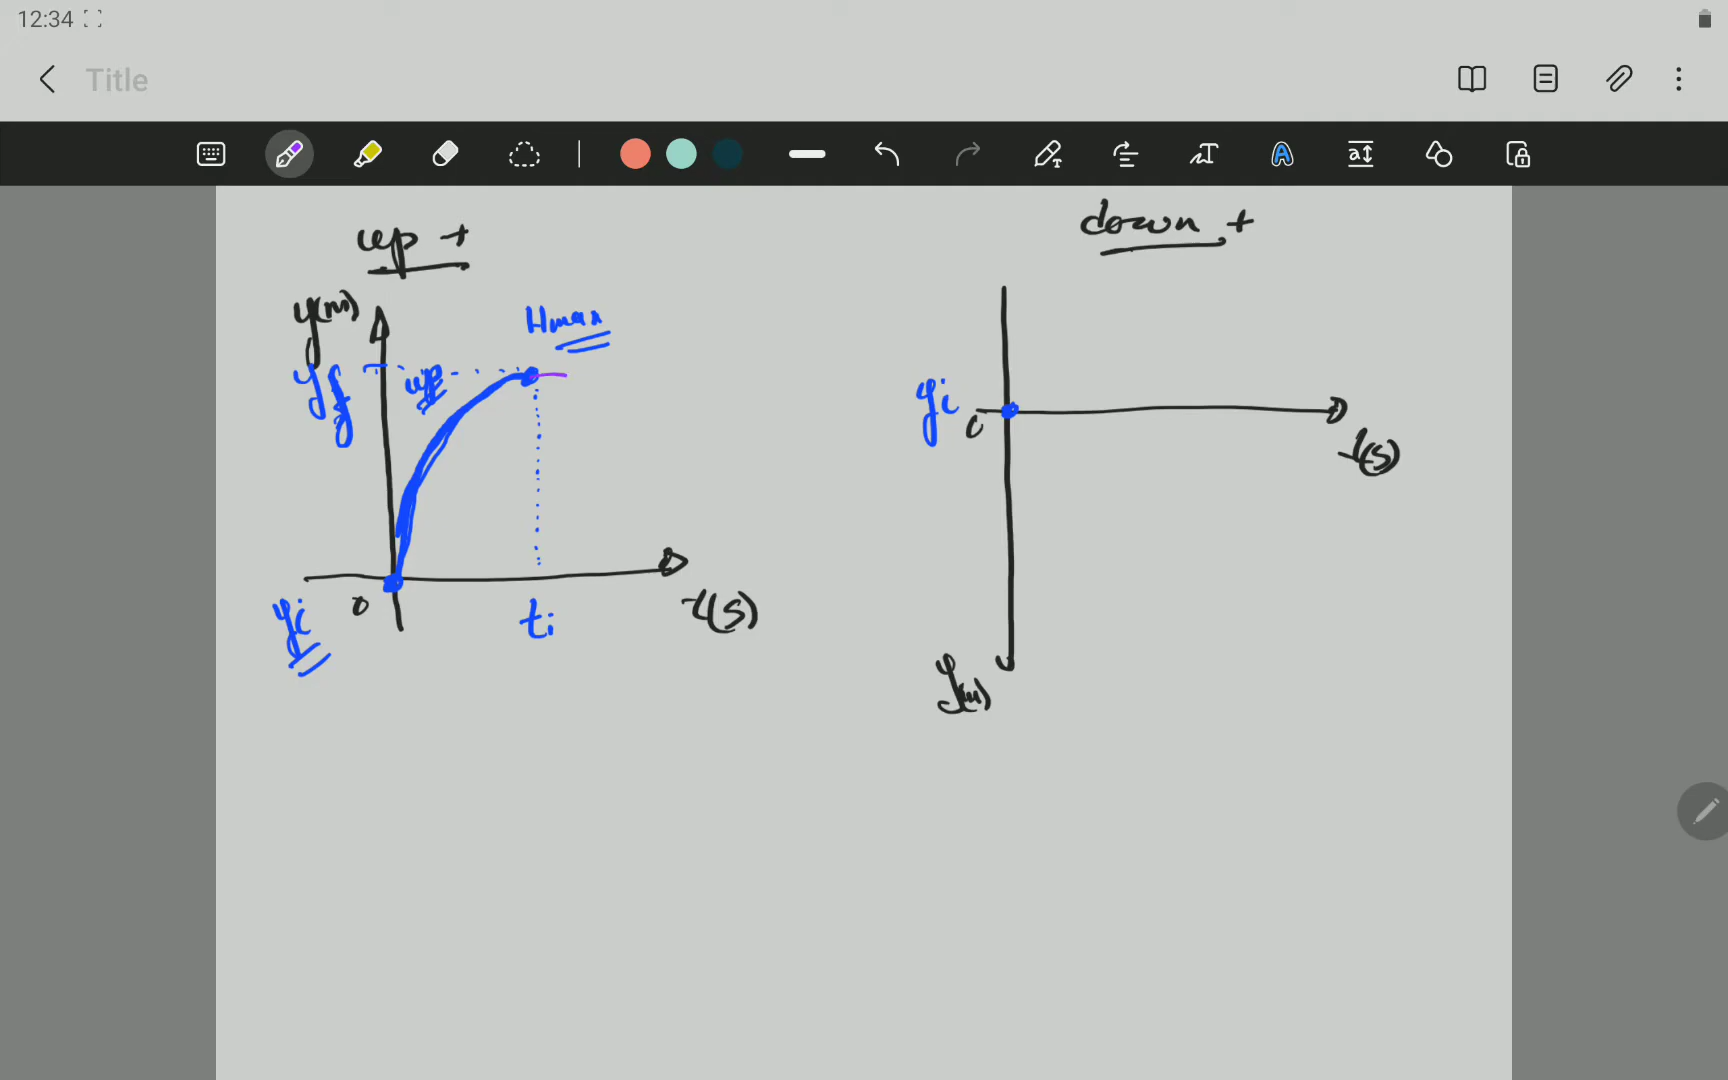 12:34
Title
up +
down +
y(m)
Hmax
yf
up
yi
0
t(s)
yi
0
ti
t(s)
y(m)